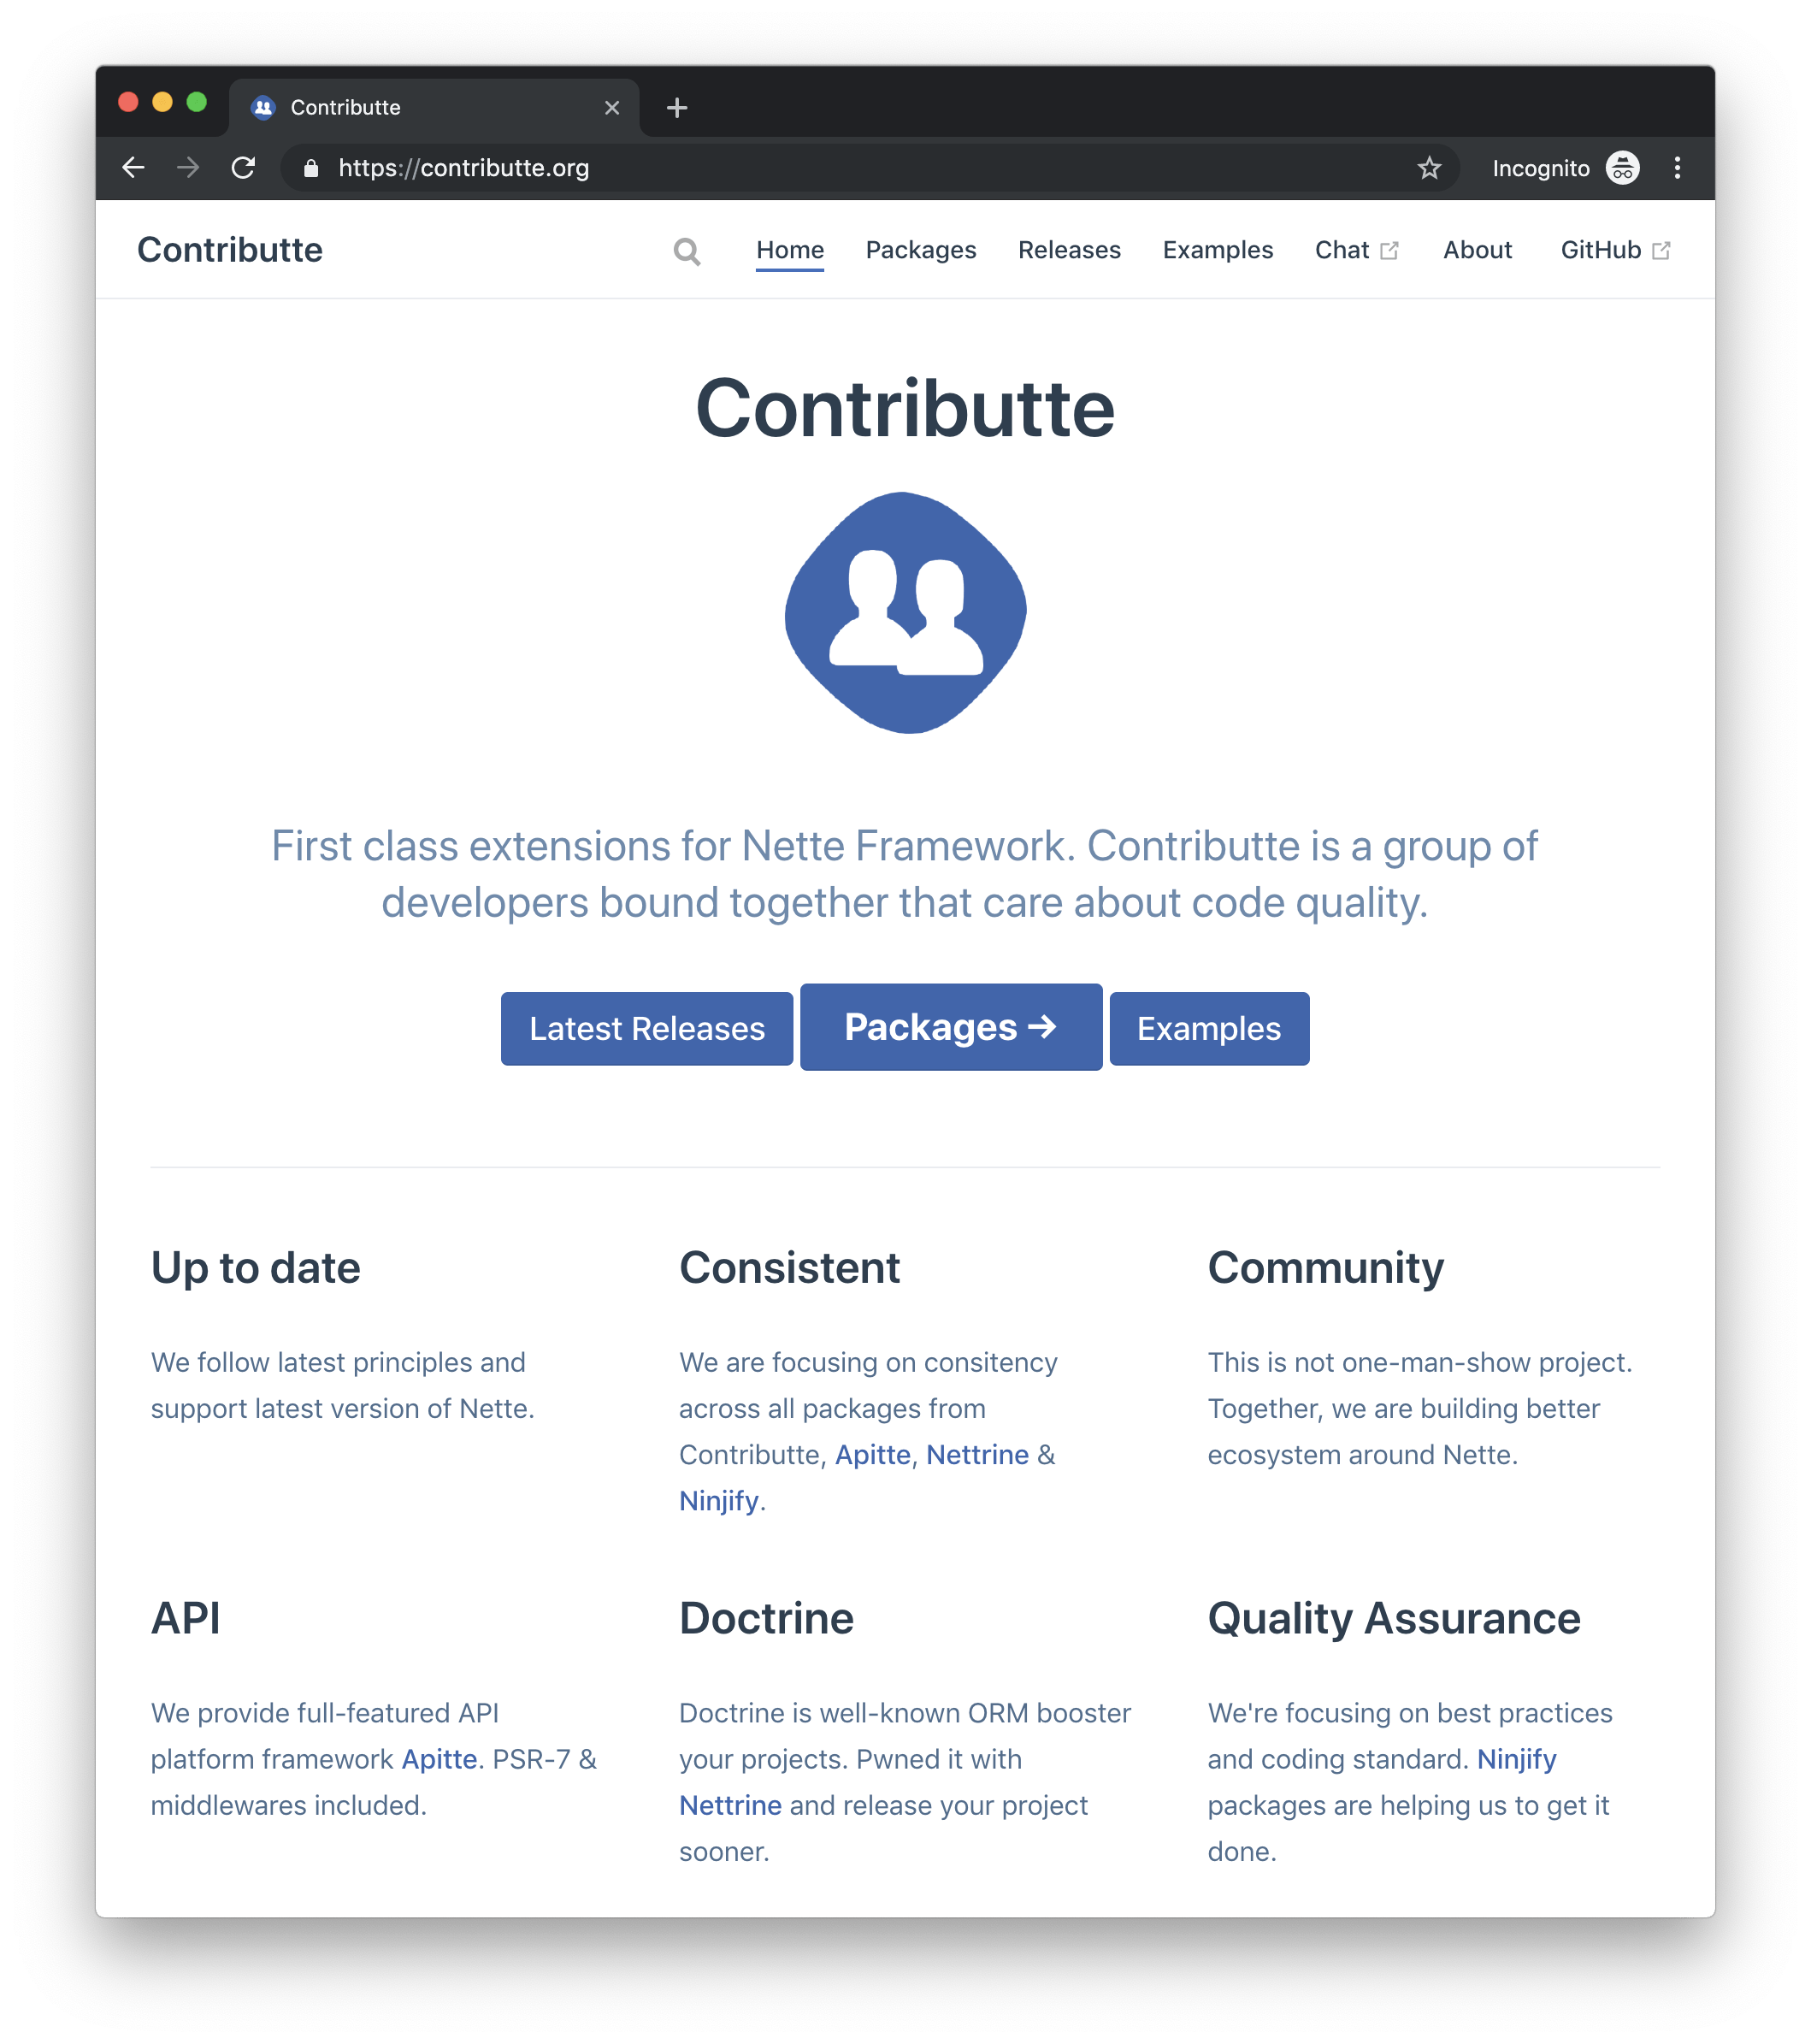 Contributte
https://contributte.org
Incognito
Contributte
Home Packages Releases Examples Chat About GitHub
Contributte
First class extensions for Nette Framework. Contributte is a group of
developers bound together that care about code quality.
Latest Releases
Packages →
Examples
Up to date
We follow latest principles and
support latest version of Nette.
Consistent
We are focusing on consitency
across all packages from
Contributte, Apitte, Nettrine &
Ninjify.
Community
This is not one-man-show project.
Together, we are building better
ecosystem around Nette.
API
We provide full-featured API
platform framework Apitte. PSR-7 &
middlewares included.
Doctrine
Doctrine is well-known ORM booster
your projects. Pwned it with
Nettrine and release your project
sooner.
Quality Assurance
We're focusing on best practices
and coding standard. Ninjify
packages are helping us to get it
done.